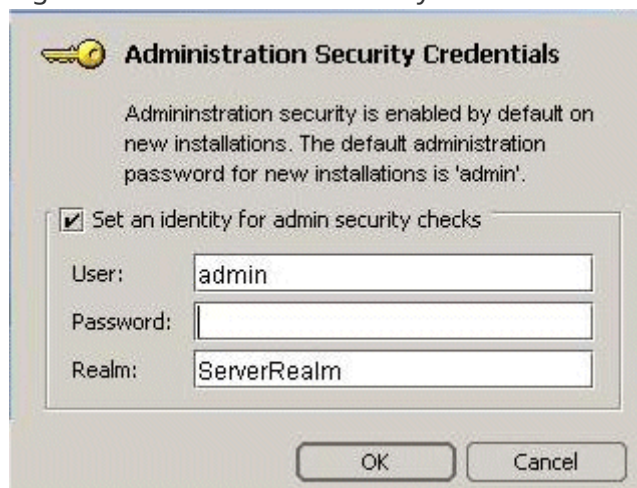 Administration Security Credentials
Admininstration security is enabled by default on
new installations. The default administration
password for new installations is 'admin'.
Set an identity for admin security checks
User: admin
Password:
Realm: ServerRealm
OK Cancel